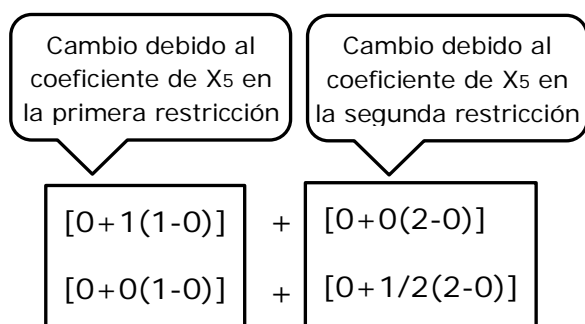 Cambio debido al
coeficiente de X5 en
la primera restricción
Cambio debido al
coeficiente de X5 en
la segunda restricción
[0+1(1-0)] + [0+0(2-0)]
[0+0(1-0)] + [0+1/2(2-0)]